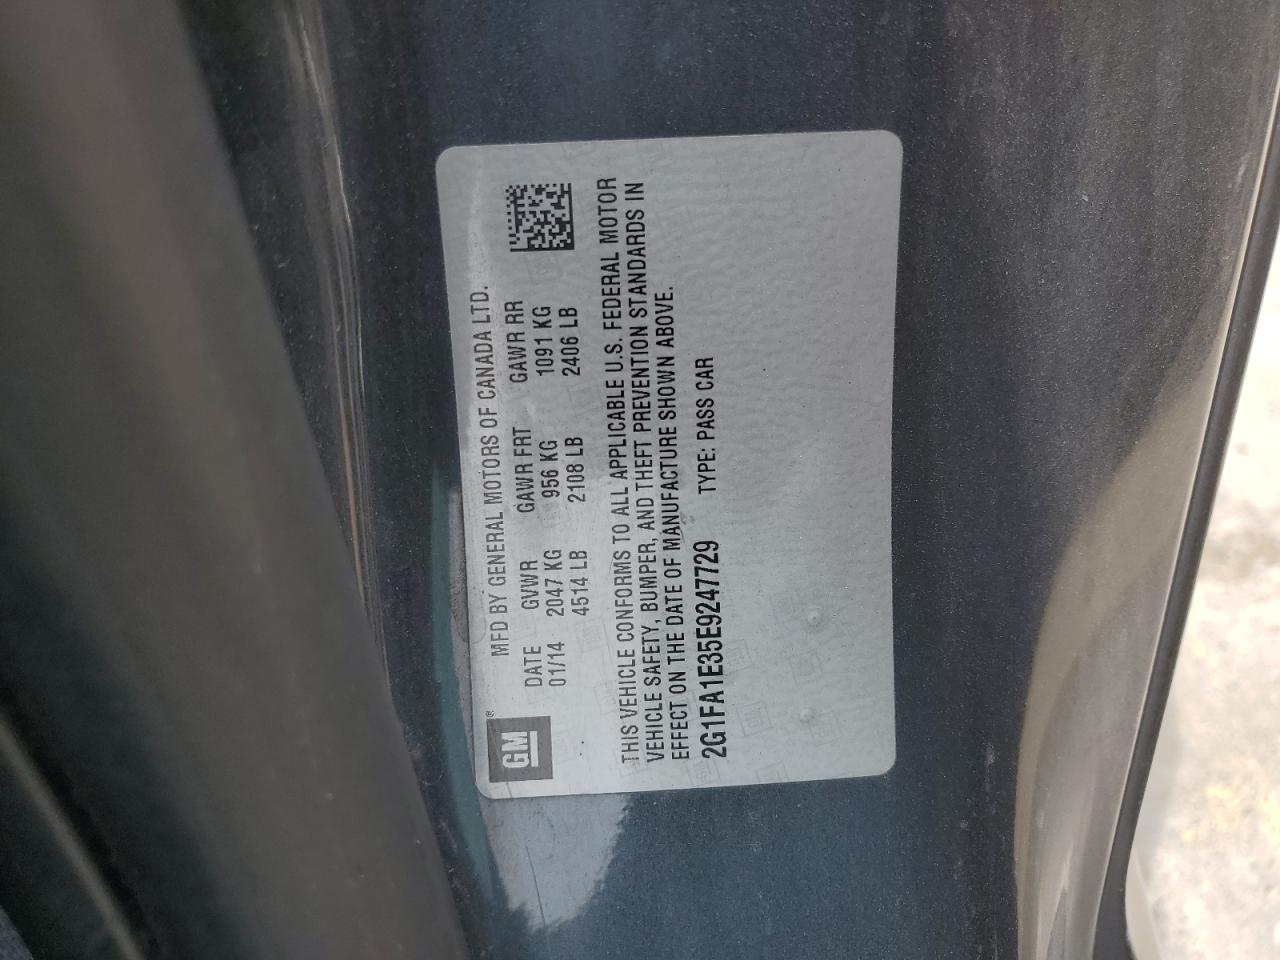 GM ®
MFD BY GENERAL MOTORS OF CANADA LTD.
DATE GVWR GAWR FRT GAWR RR
01/14 2047 KG 956 KG 1091 KG
4514 LB 2108 LB 2406 LB
THIS VEHICLE CONFORMS TO ALL APPLICABLE U.S. FEDERAL MOTOR
VEHICLE SAFETY, BUMPER, AND THEFT PREVENTION STANDARDS IN
EFFECT ON THE DATE OF MANUFACTURE SHOWN ABOVE.
2G1FA1E35E9247729 TYPE: PASS CAR